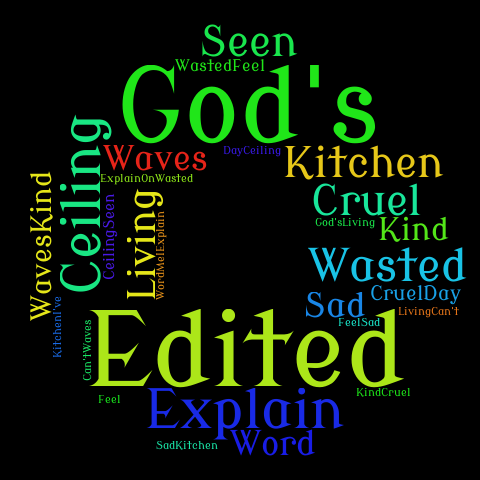 Seen
WastedFeel
God's
DayCeiling
Waves
Kitchen
ExplainOnWasted
Ceiling
Cruel
WavesKind
CeilingSeen
Living
WordMeIExplain
God'sLiving
Kind
Wasted
CruelDay
Sad
LivingCan't
FeelSad
KitchenI've
Can'tWaves
Edited
Feel
KindCruel
Explain
Word
SadKitchen